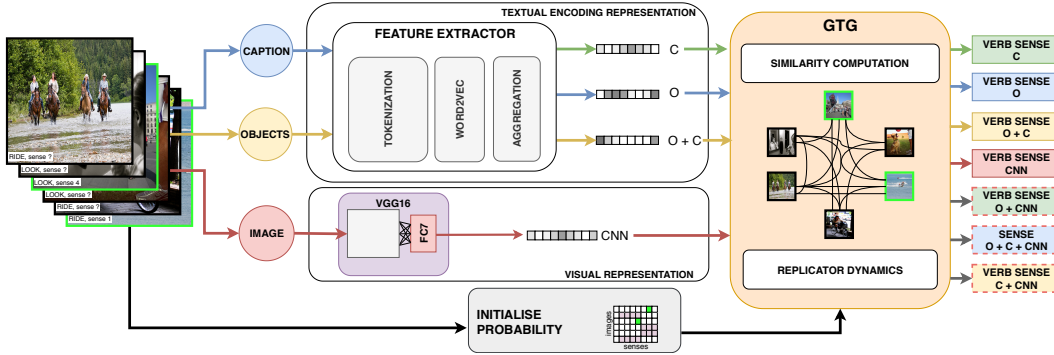 RIDE, sense ?
LOOK, sense ?
LOOK, sense 4
LOOK, sense ?
RIDE, sense ?
RIDE, sense 1
CAPTION
OBJECTS
IMAGE
TEXTUAL ENCODING REPRESENTATION
FEATURE EXTRACTOR
TOKENIZATION
WORD2VEC
AGGREGATION
C
O
O + C
VGG16
FC7
CNN
VISUAL REPRESENTATION
INITIALISE
PROBABILITY
images
senses
GTG
SIMILARITY COMPUTATION
REPLICATOR DYNAMICS
VERB SENSE
C
VERB SENSE
O
VERB SENSE
O + C
VERB SENSE
CNN
VERB SENSE
O + CNN
SENSE
O + C + CNN
VERB SENSE
C + CNN